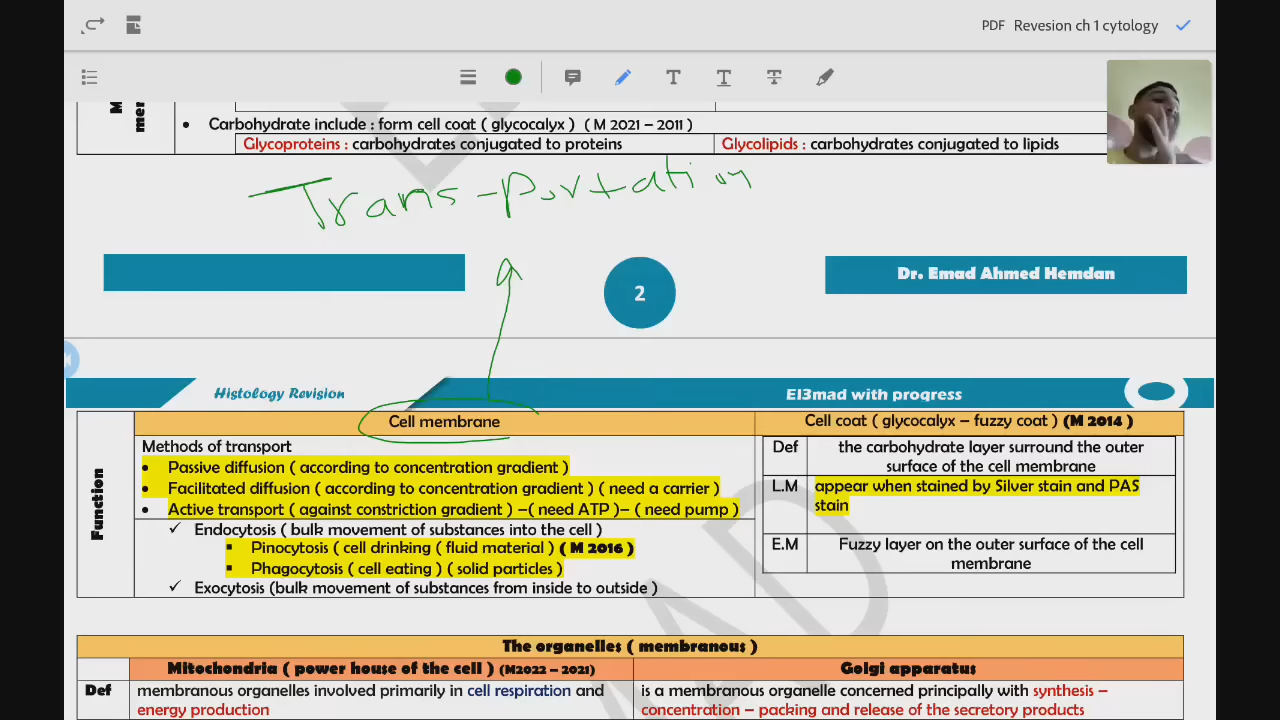 PDF Revesion ch 1 cytology
• Carbohydrate include : form cell coat ( glycocalyx ) ( M 2021 – 2011 )
Glycoproteins : carbohydrates conjugated to proteins
Glycolipids : carbohydrates conjugated to lipids
Trans-portation
2
Dr. Emad Ahmed Hemdan
Histology Revision
El3mad with progress
Function
Cell membrane
Methods of transport
• Passive diffusion ( according to concentration gradient )
• Facilitated diffusion ( according to concentration gradient ) ( need a carrier )
• Active transport ( against constriction gradient ) –( need ATP )– ( need pump )
✓ Endocytosis ( bulk movement of substances into the cell )
▪ Pinocytosis ( cell drinking ( fluid material ) ( M 2016 )
▪ Phagocytosis ( cell eating ) ( solid particles )
✓ Exocytosis (bulk movement of substances from inside to outside )
Cell coat ( glycocalyx – fuzzy coat ) ( M 2014 )
Def the carbohydrate layer surround the outer
surface of the cell membrane
L.M appear when stained by Silver stain and PAS
stain
E.M Fuzzy layer on the outer surface of the cell
membrane
The organelles ( membranous )
Mitochondria ( power house of the cell ) (M2022 – 2021)
Golgi apparatus
Def
membranous organelles involved primarily in cell respiration and
energy production
is a membranous organelle concerned principally with synthesis –
concentration – packing and release of the secretory products